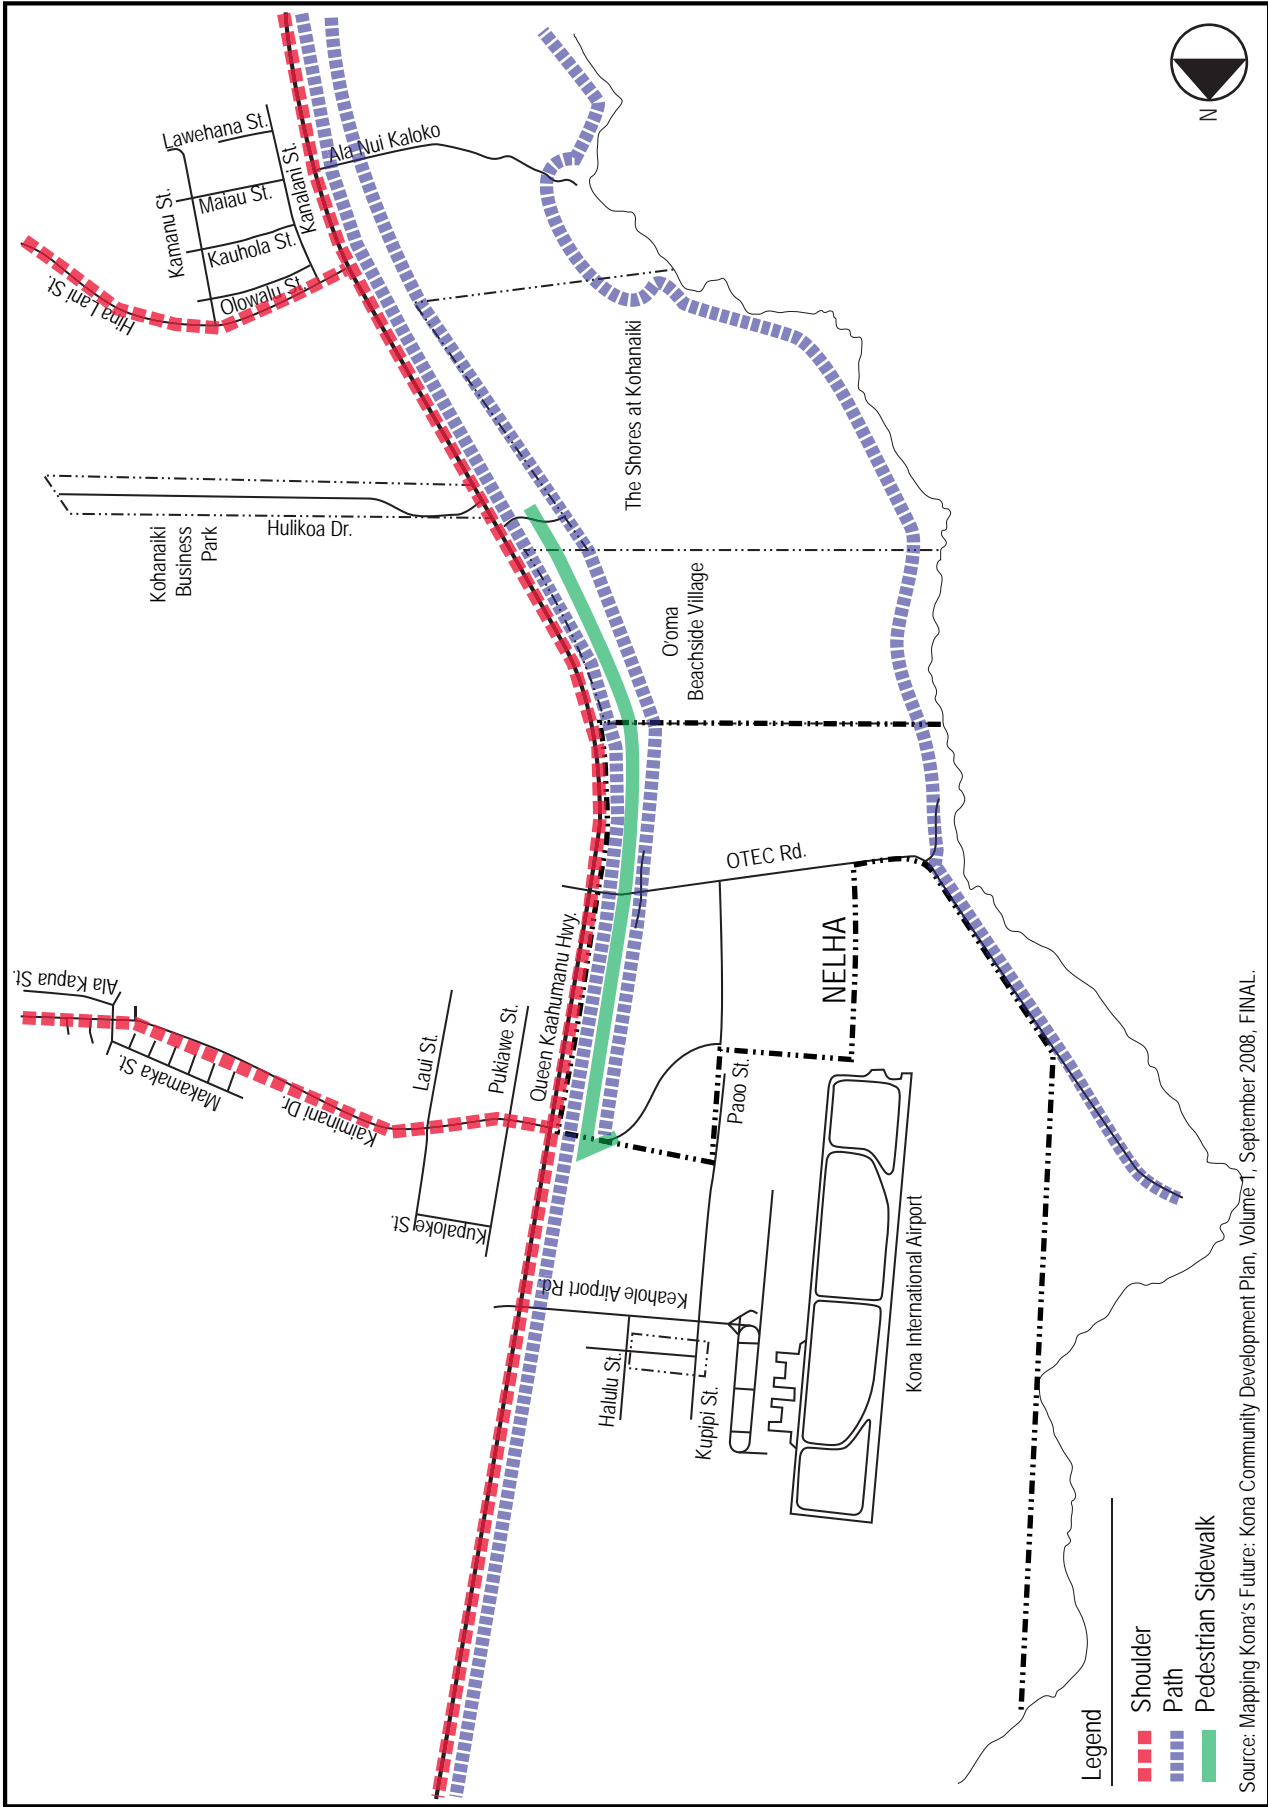 Lawehana St.
Kamanu St.
Maiau St.
Kanalani St.
Ala Nui Kaloko
Kauhola St.
Olowalu St.
Hina Lani St.
N
The Shores at Kohanaiki
Kohanaiki
Business
Park
Hulikoa Dr.
O'oma
Beachside Village
OTEC Rd.
NELHA
Queen Kaahumanu Hwy.
Ala Kapua St.
Makamaka St.
Kaiminani Dr.
Laui St.
Pukiawe St.
Kupaloke St.
Paoo St.
Keahole Airport Rd
Halulu St.
Kupipi St.
Kona International Airport
Legend
Shoulder
Path
Pedestrian Sidewalk
Source: Mapping Kona's Future: Kona Community Development Plan, Volume 1, September 2008, FINAL.